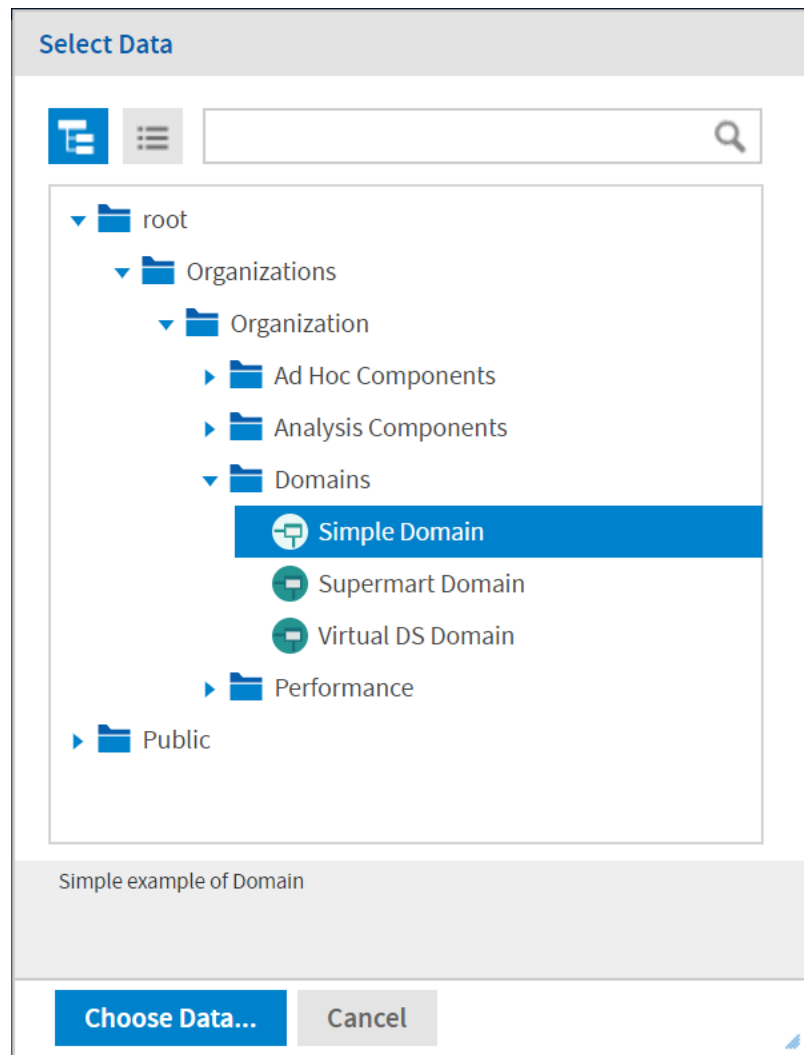 Select Data
root
Organizations
Organization
Ad Hoc Components
Analysis Components
Domains
Simple Domain
Supermart Domain
Virtual DS Domain
Performance
Public
Simple example of Domain
Choose Data... Cancel